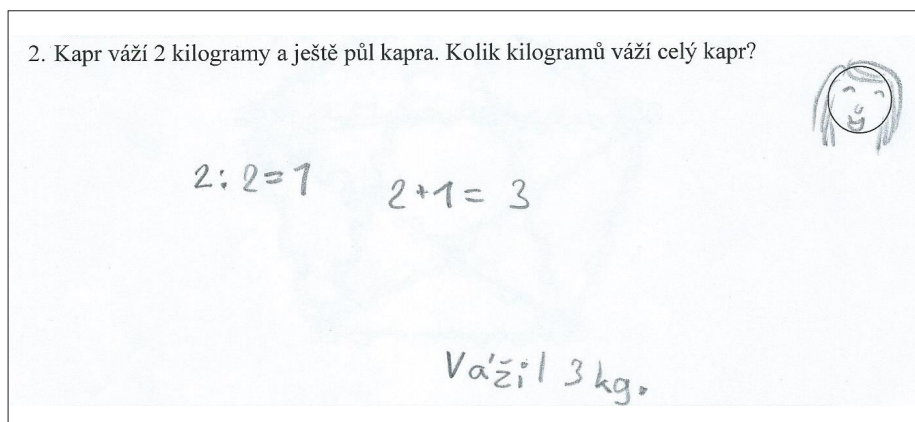 2. Kapr váží 2 kilogramy a ještě půl kapra. Kolik kilogramů váží celý kapr?
2:2=1 2+1= 3
Vážil 3 kg.